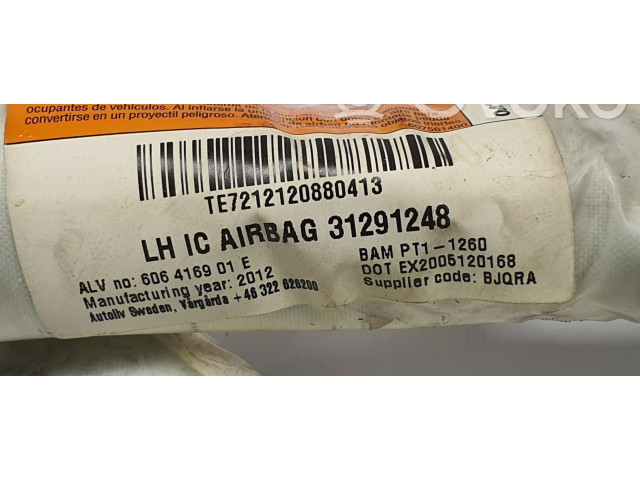 ocupantes de vehículos. Al inflarse la
convertirse en un proyectil peligroso.
607561400
TE7212120880413
LH IC AIRBAG 31291248
ALV no: 606 4169 01 E
Manufacturing year: 2012
Autoliv Sweden, Vårgårda +46 322 626200
BAM PT1-1260
DOT EX2005120168
Supplier code: BJQRA